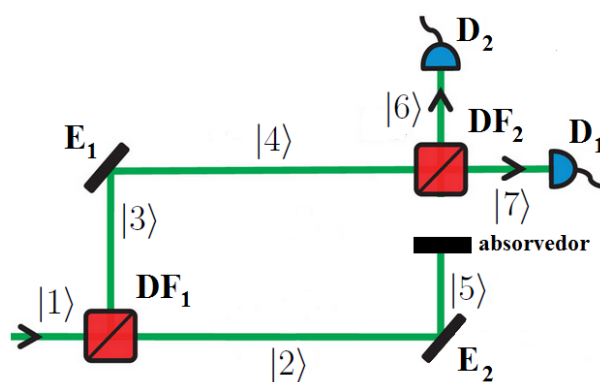 D₂
|6⟩
DF₂
D₁
E₁
|4⟩
|7⟩
|3⟩
absorvedor
|1⟩
DF₁
|5⟩
|2⟩
E₂